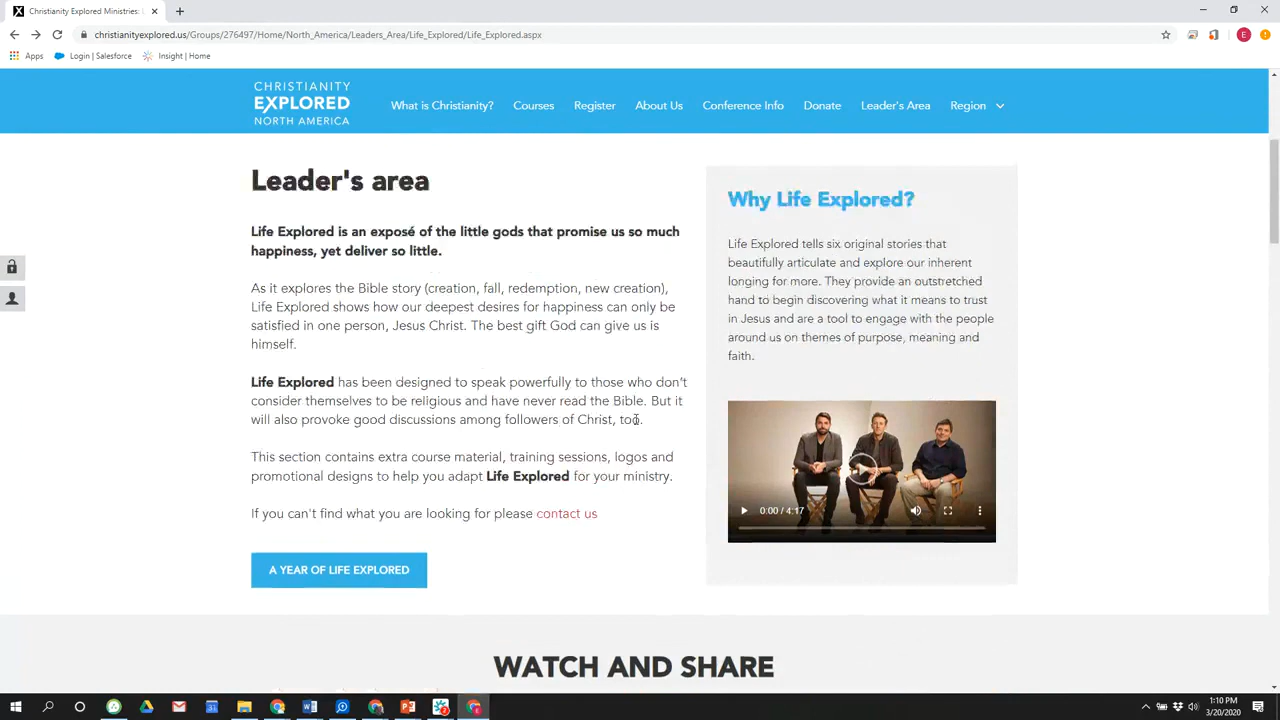 Christianity Explored Ministries: L
christianityexplored.us/Groups/276497/Home/North_America/Leaders_Area/Life_Explored/Life_Explored.aspx
E
Apps
Login | Salesforce
Insight | Home
CHRISTIANITY
EXPLORED
NORTH AMERICA
What is Christianity?
Courses
Register
About Us
Conference Info
Donate
Leader's Area
Region
Leader's area
Life Explored is an exposé of the little gods that promise us so much
happiness, yet deliver so little.
As it explores the Bible story (creation, fall, redemption, new creation),
Life Explored shows how our deepest desires for happiness can only be
satisfied in one person, Jesus Christ. The best gift God can give us is
himself.
Life Explored has been designed to speak powerfully to those who don't
consider themselves to be religious and have never read the Bible. But it
will also provoke good discussions among followers of Christ, too.
This section contains extra course material, training sessions, logos and
promotional designs to help you adapt Life Explored for your ministry.
If you can't find what you are looking for please contact us
A YEAR OF LIFE EXPLORED
Why Life Explored?
Life Explored tells six original stories that
beautifully articulate and explore our inherent
longing for more. They provide an outstretched
hand to begin discovering what it means to trust
in Jesus and are a tool to engage with the people
around us on themes of purpose, meaning and
faith.
0:00 / 4:17
WATCH AND SHARE
1:10 PM
3/20/2020